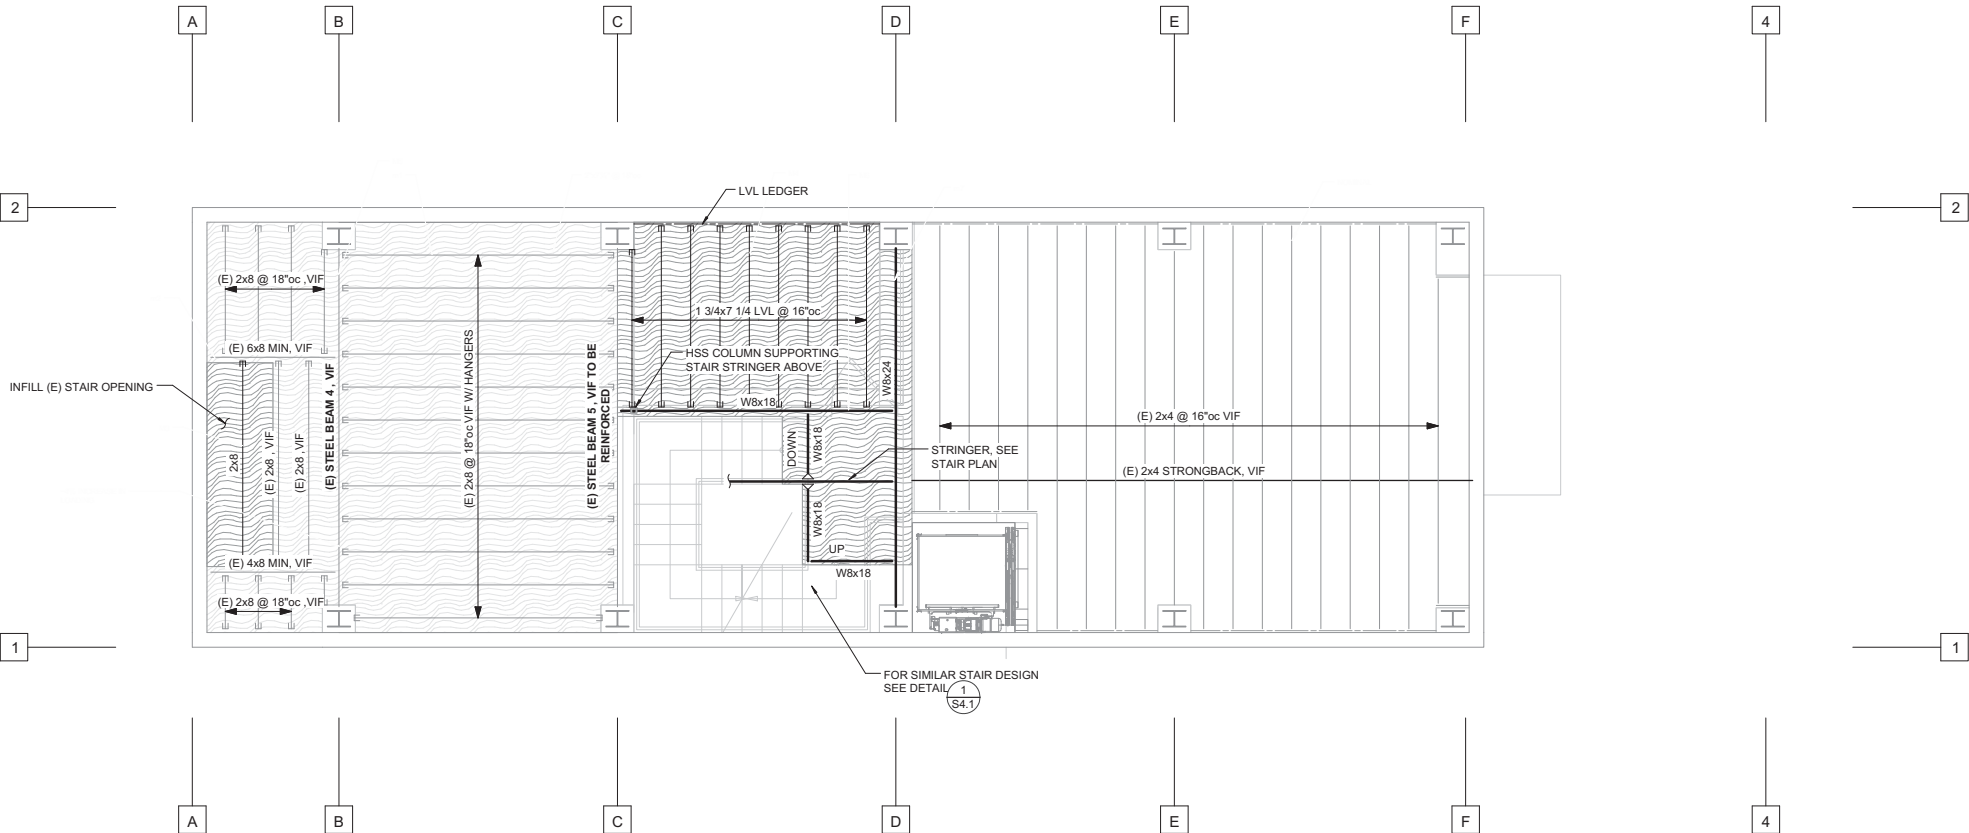 A B C D E F 4
2 2
LVL LEDGER
(E) 2x8 @ 18"oc ,VIF
1 3/4x7 1/4 LVL @ 16"oc
(E) 6x8 MIN, VIF
HSS COLUMN SUPPORTING
STAIR STRINGER ABOVE
INFILL (E) STAIR OPENING
2x8
(E) 2x8 , VIF
(E) 2x8 ,VIF
(E) STEEL BEAM 4 , VIF
(E) 2x8 @ 18"oc VIF W/ HANGERS
(E) STEEL BEAM 5 , VIF TO BE
REINFORCED
W8x24
W8x18
DOWN
W8x18
(E) 2x4 @ 16"oc VIF
STRINGER, SEE
STAIR PLAN
(E) 2x4 STRONGBACK, VIF
W8x18
UP
W8x18
(E) 4x8 MIN, VIF
(E) 2x8 @ 18"oc ,VIF
1 1
FOR SIMILAR STAIR DESIGN
SEE DETAIL
1
S4.1
A B C D E F 4